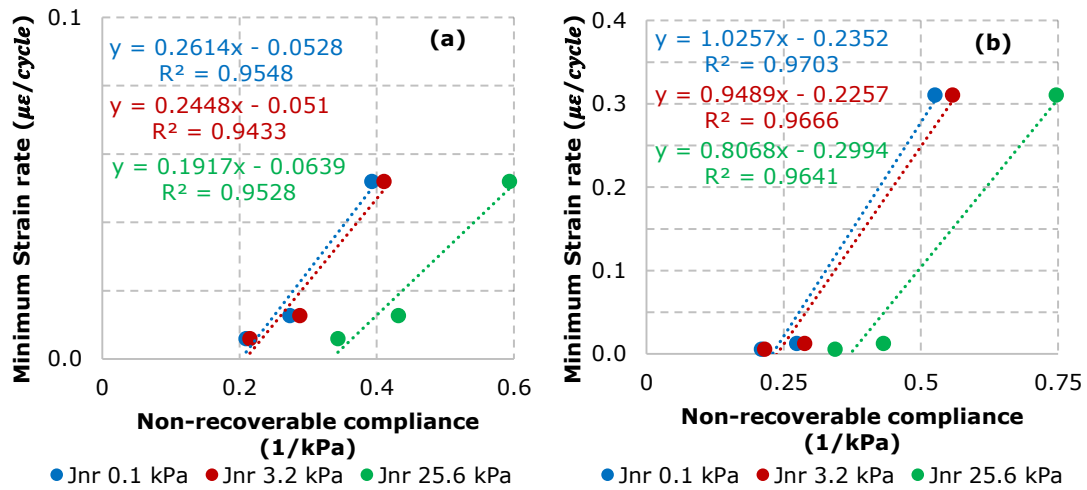 (a)
y = 0.2614x - 0.0528
R² = 0.9548
y = 0.2448x - 0.051
R² = 0.9433
y = 0.1917x - 0.0639
R² = 0.9528
Minimum Strain rate (με/cycle)
0.1
0.0
0
0.2
0.4
0.6
Non-recoverable compliance
(1/kPa)
Jnr 0.1 kPa
Jnr 3.2 kPa
Jnr 25.6 kPa
(b)
y = 1.0257x - 0.2352
R² = 0.9703
y = 0.9489x - 0.2257
R² = 0.9666
y = 0.8068x - 0.2994
R² = 0.9641
Minimum Strain rate (με/cycle)
0.4
0.3
0.2
0.1
0.0
0
0.25
0.5
0.75
Non-recoverable compliance
(1/kPa)
Jnr 0.1 kPa
Jnr 3.2 kPa
Jnr 25.6 kPa